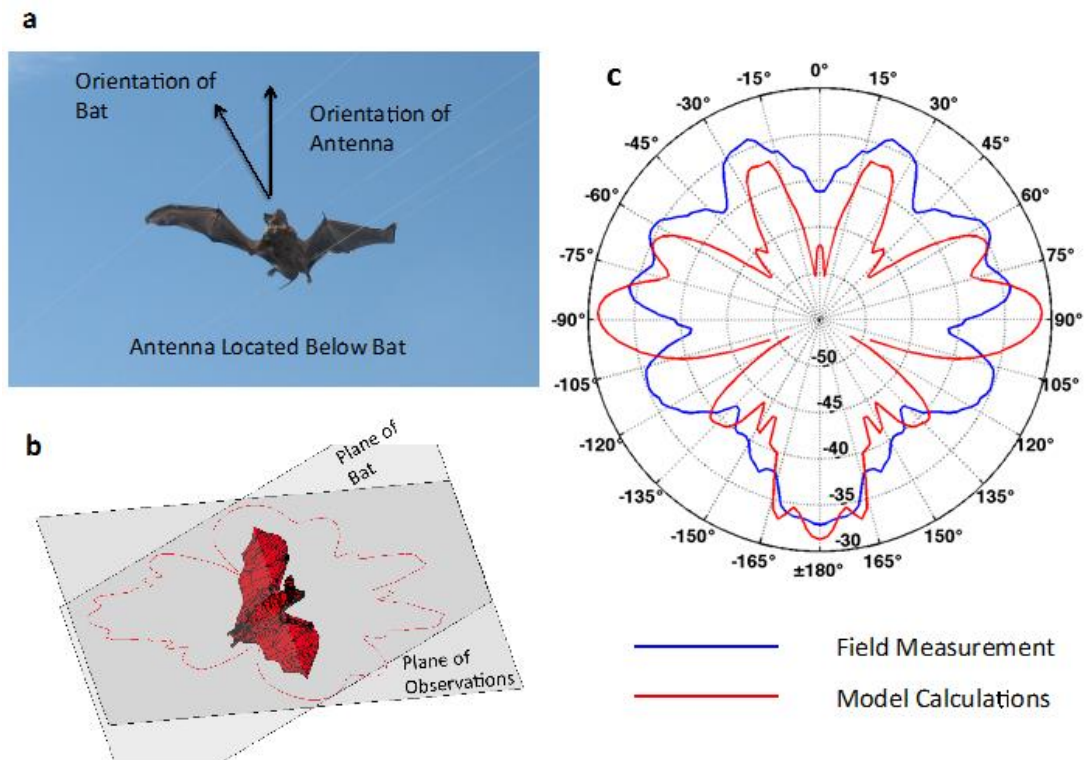 a
Orientation of
Bat
Orientation of
Antenna
Antenna Located Below Bat
b
Plane of
Bat
Plane of
Observations
c
0°
-15° 15°
-30° 30°
-45° 45°
-60° 60°
-75° 75°
-90° 90°
-105° 105°
-120° 120°
-135° 135°
-150° 150°
-165° 165°
±180°
-50
-45
-40
-35
-30
Field Measurement
Model Calculations